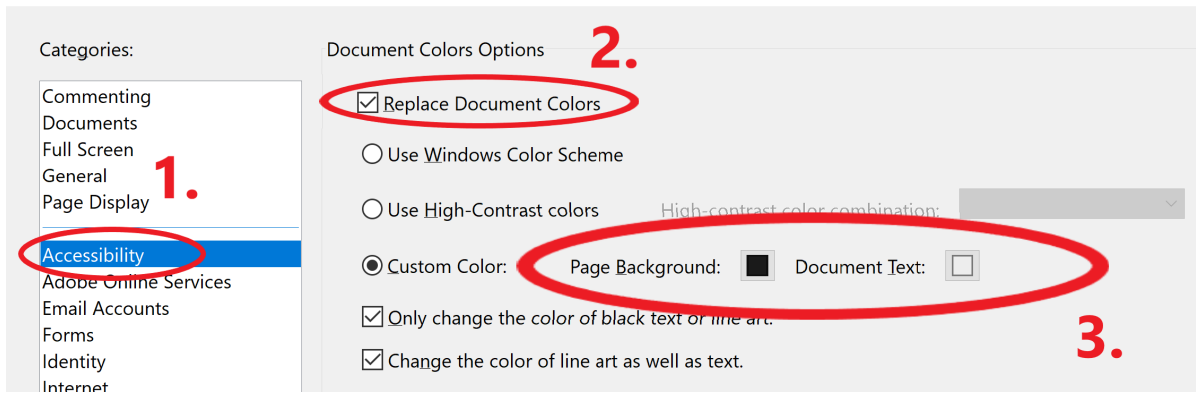 Categories:
Commenting
Documents
Full Screen
General
Page Display
Accessibility
Adobe Online Services
Email Accounts
Forms
Identity
Internet
1.
Document Colors Options
2.
Replace Document Colors
Use Windows Color Scheme
Use High-Contrast colors High-contrast color combination:
Custom Color: Page Background: Document Text:
Only change the color of black text or line art.
Change the color of line art as well as text.
3.